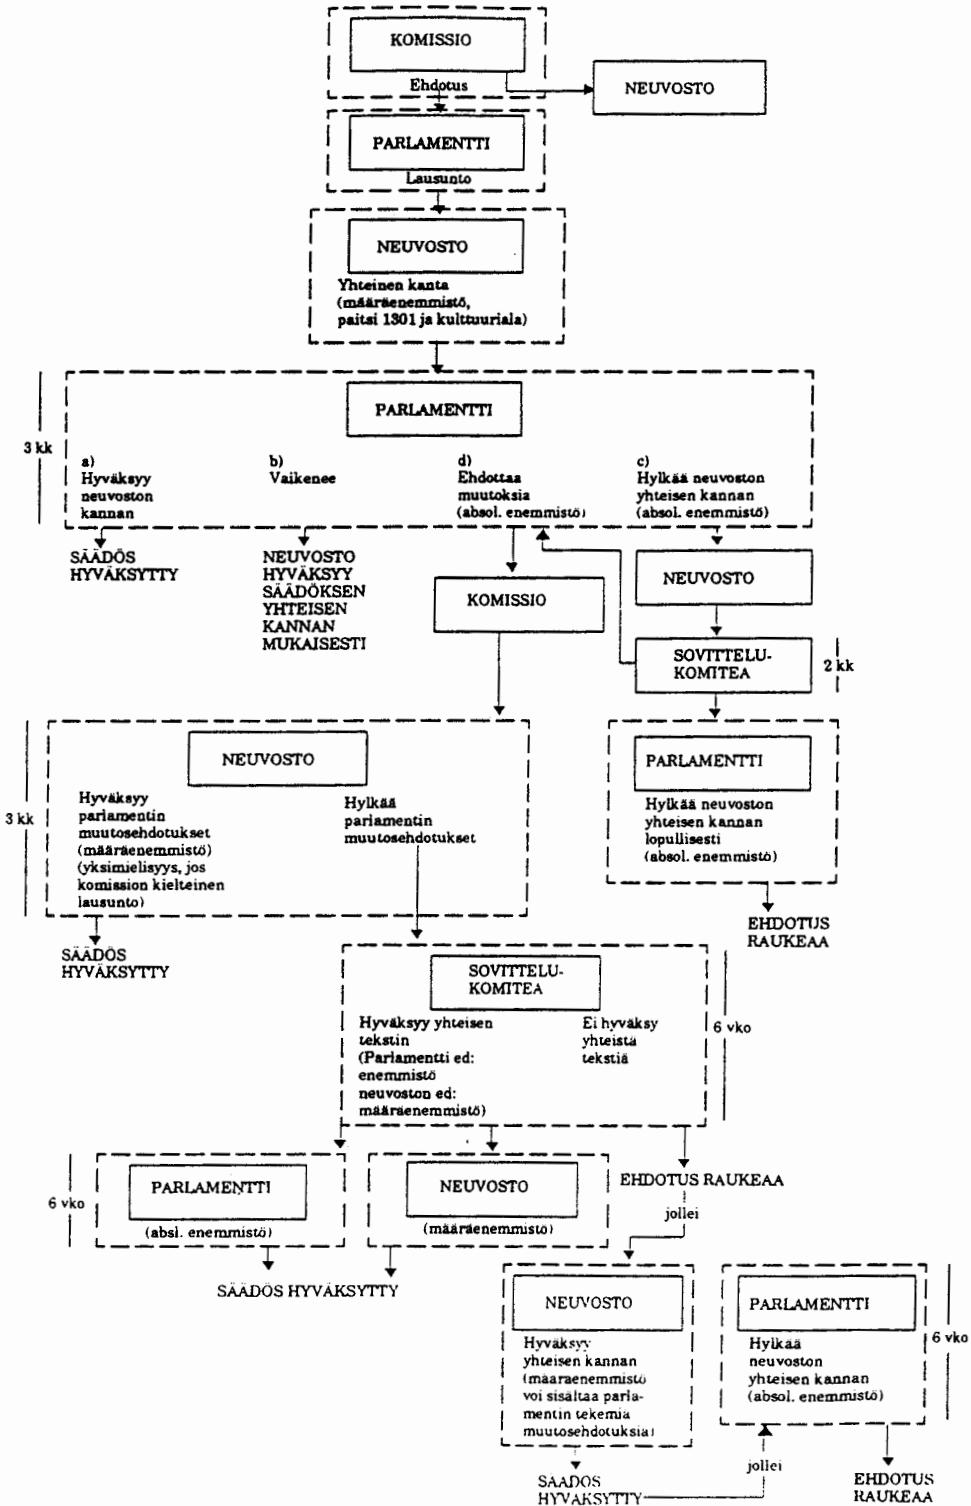 KOMISSIO
Ehdotus
NEUVOSTO
PARLAMENTTI
Lausunto
NEUVOSTO
Yhteinen kanta
(määräenemmistö,
paitsi 1301 ja kulttuuriala)
3 kk
PARLAMENTTI
a)
Hyväksyy
neuvoston
kannan
b)
Vaikenee
d)
Ehdottaa
muutoksia
(absol. enemmistö)
c)
Hylkää neuvoston
yhteisen kannan
(absol. enemmistö)
SÄÄDÖS
HYVÄKSYTTY
NEUVOSTO
HYVÄKSYY
SÄÄDÖKSEN
YHTEISEN
KANNAN
MUKAISESTI
KOMISSIO
NEUVOSTO
SOVITTELU-
KOMITEA
2 kk
3 kk
NEUVOSTO
Hyväksyy
parlamentin
muutosehdotukset
(määräenemmistö)
(yksimielisyys, jos
komission kielteinen
lausunto)
Hylkää
parlamentin
muutosehdotukset
PARLAMENTTI
Hylkää neuvoston
yhteisen kannan
lopullisesti
(absol. enemmistö)
SÄÄDÖS
HYVÄKSYTTY
EHDOTUS
RAUKEAA
SOVITTELU-
KOMITEA
Hyväksyy yhteisen
tekstin
(Parlamentti ed:
enemmistö
neuvoston ed:
määräenemmistö)
Ei hyväksy
yhteistä
tekstiä
6 vko
6 vko
PARLAMENTTI
(absl. enemmistö)
NEUVOSTO
(määräenemmistö)
EHDOTUS RAUKEAA
jollei
SÄÄDÖS HYVÄKSYTTY
NEUVOSTO
Hyväksyy
yhteisen kannan
(määräenemmistö
voi sisältää parla-
mentin tekemiä
muutosehdotuksia)
PARLAMENTTI
Hylkää
neuvoston
yhteisen kannan
(absol. enemmistö)
6 vko
SÄÄDÖS
HYVÄKSYTTY
jollei
EHDOTUS
RAUKEAA